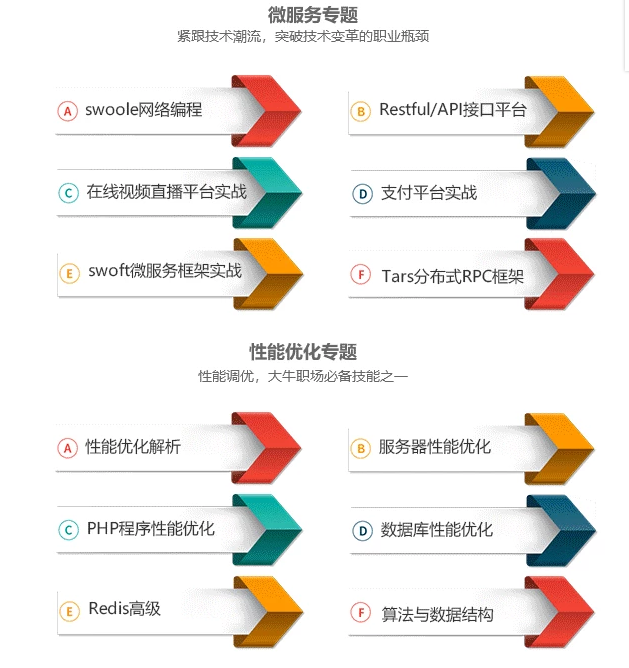 微服务专题
紧跟技术潮流，突破技术变革的职业瓶颈
A swoole网络编程
B Restful/API接口平台
C 在线视频直播平台实战
D 支付平台实战
E swoft微服务框架实战
F Tars分布式RPC框架
性能优化专题
性能调优，大牛职场必备技能之一
A 性能优化解析
B 服务器性能优化
C PHP程序性能优化
D 数据库性能优化
E Redis高级
F 算法与数据结构